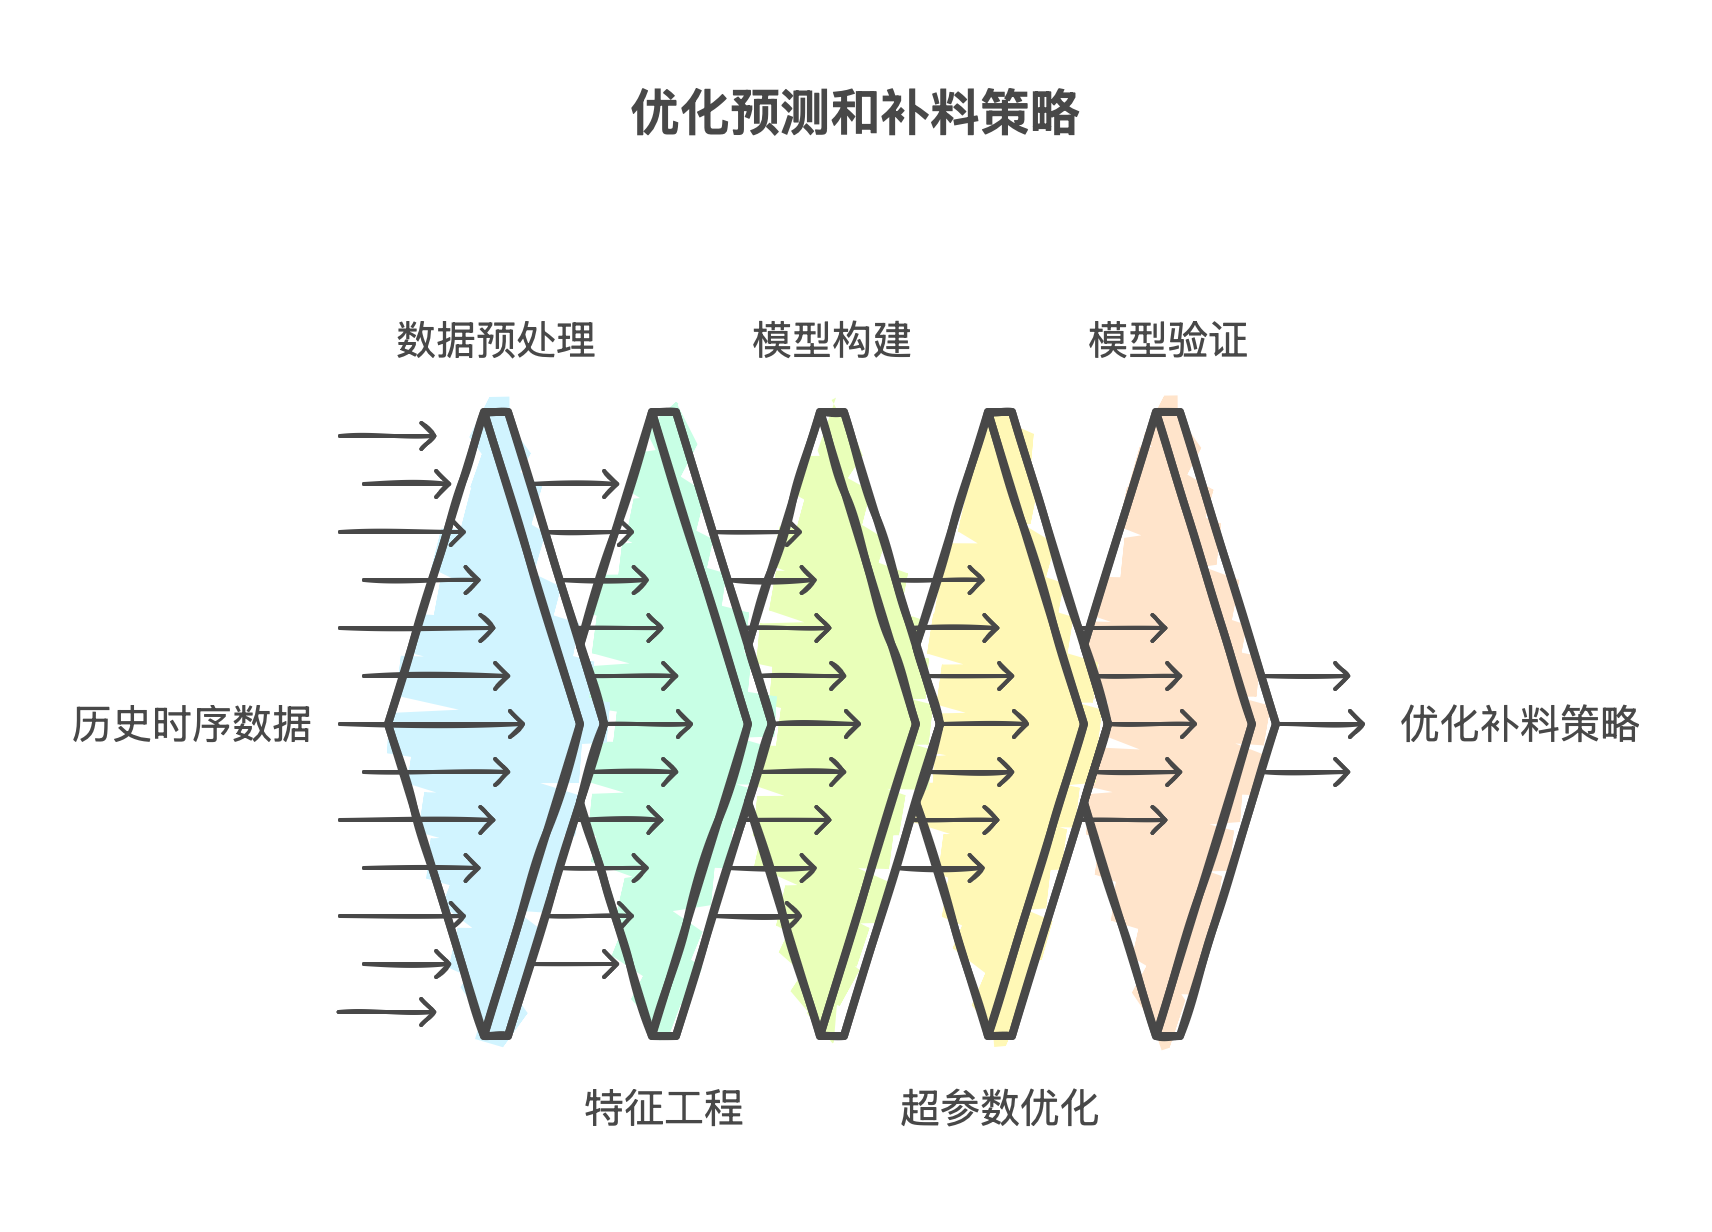 优化预测和补料策略
数据预处理
模型构建
模型验证
历史时序数据
优化补料策略
特征工程
超参数优化